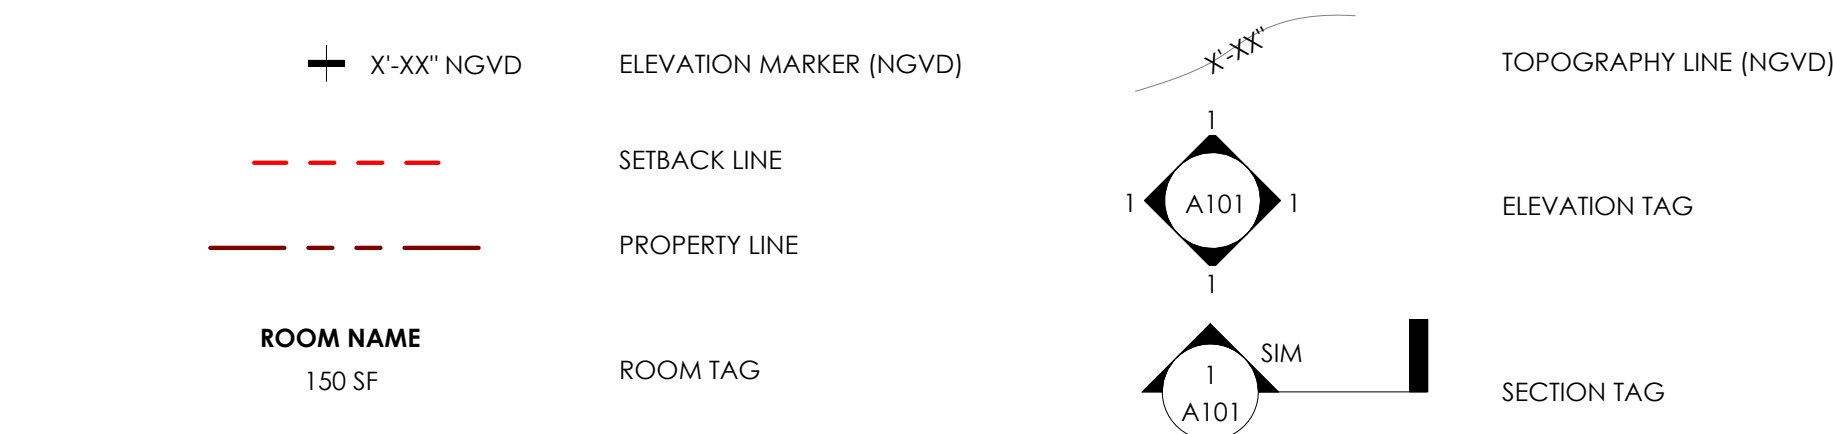 X'-XX" NGVD
ELEVATION MARKER (NGVD)
X'-XX"
TOPOGRAPHY LINE (NGVD)
SETBACK LINE
1
1
A101
1
1
ELEVATION TAG
PROPERTY LINE
ROOM NAME
150 SF
ROOM TAG
SIM
1
A101
SECTION TAG